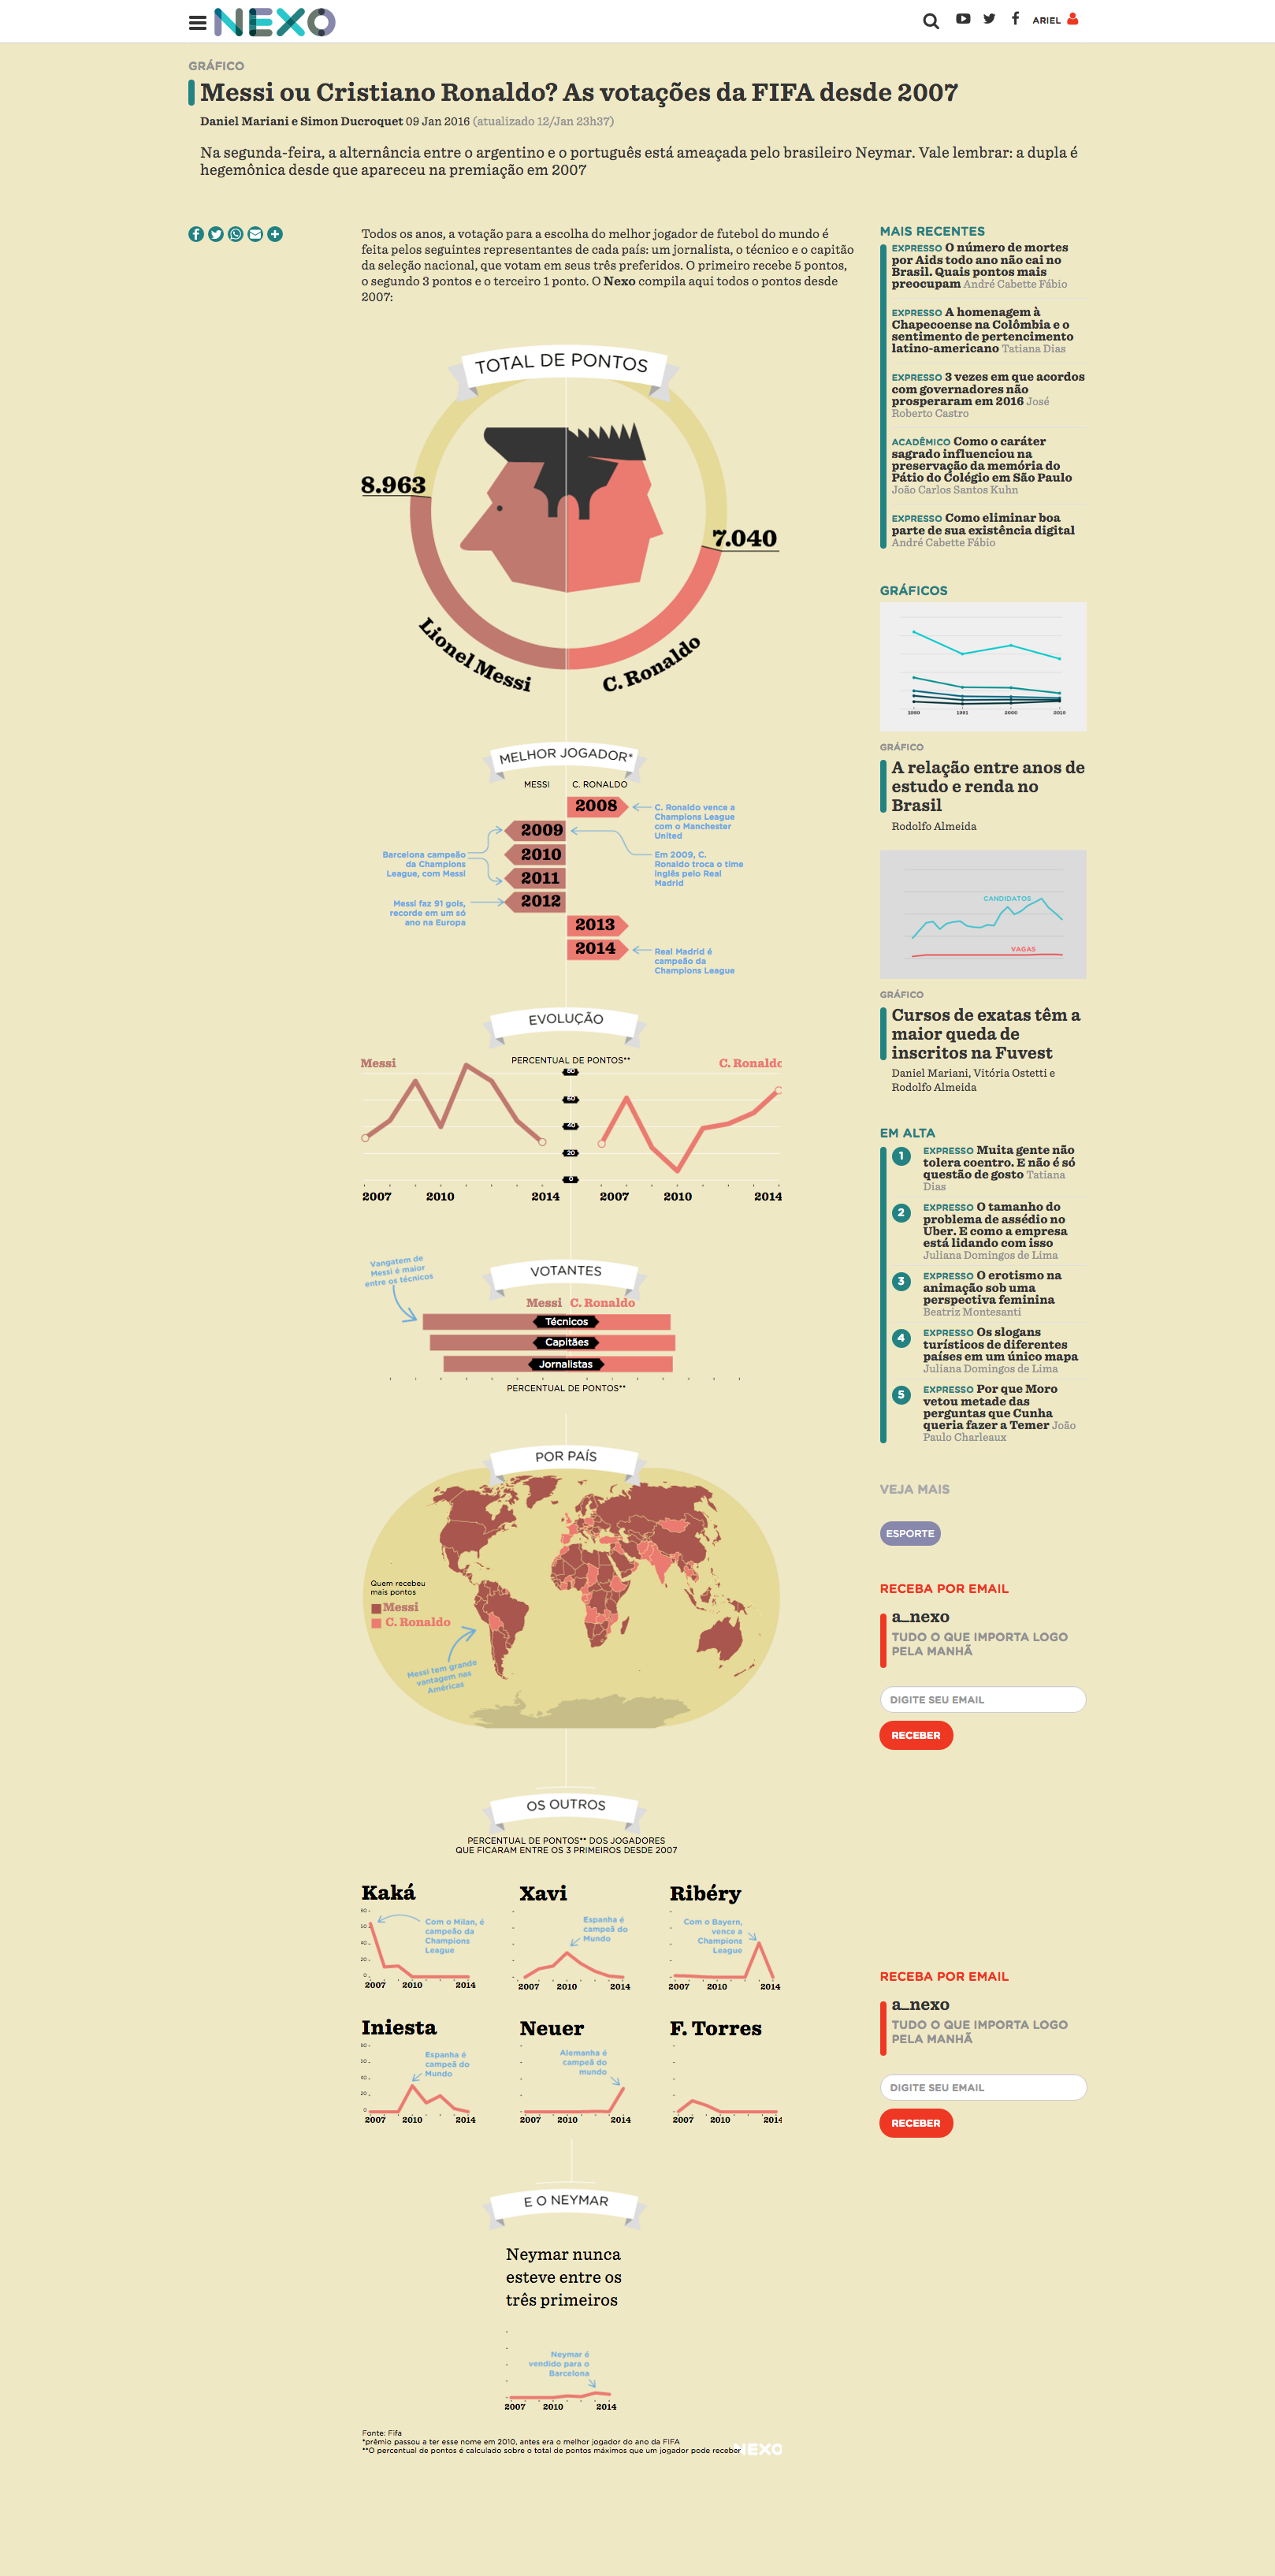 NEXO
ARIEL
GRÁFICO
Messi ou Cristiano Ronaldo? As votações da FIFA desde 2007
Daniel Mariani e Simon Ducroquet 09 Jan 2016 (atualizado 12/Jan 23h37)
Na segunda-feira, a alternância entre o argentino e o português está ameaçada pelo brasileiro Neymar. Vale lembrar: a dupla é
hegemônica desde que apareceu na premiação em 2007
Todos os anos, a votação para a escolha do melhor jogador de futebol do mundo é
feita pelos seguintes representantes de cada país: um jornalista, o técnico e o capitão
da seleção nacional, que votam em seus três preferidos. O primeiro recebe 5 pontos,
o segundo 3 pontos e o terceiro 1 ponto. O Nexo compila aqui todos o pontos desde
2007:
TOTAL DE PONTOS
8.963
7.040
Lionel Messi
C. Ronaldo
MELHOR JOGADOR*
MESSI
C. RONALDO
2008
C. Ronaldo vence a
Champions League
com o Manchester
United
2009
2010
Barcelona campeão
da Champions
League, com Messi
Em 2009, C.
Ronaldo troca o time
inglês pelo Real
Madrid
2011
2012
Messi faz 91 gols,
recorde em um só
ano na Europa
2013
2014
Real Madrid é
campeão da
Champions League
EVOLUÇÃO
PERCENTUAL DE PONTOS**
Messi
C. Ronaldo
80
60
40
20
0
2007 2010 2014
2007 2010 2014
Vangatem de
Messi é maior
entre os técnicos
VOTANTES
Messi C. Ronaldo
Técnicos
Capitães
Jornalistas
PERCENTUAL DE PONTOS**
POR PAÍS
Quem recebeu
mais pontos
Messi
C. Ronaldo
Messi tem grande
vantagem nas
Américas
OS OUTROS
PERCENTUAL DE PONTOS** DOS JOGADORES
QUE FICARAM ENTRE OS 3 PRIMEIROS DESDE 2007
Kaká
Com o Milan, é
campeão da
Champions
League
80
60
40
20
0
2007 2010 2014
Xavi
Espanha é
campeã do
Mundo
2007 2010 2014
Ribéry
Com o Bayern,
vence a
Champions
League
2007 2010 2014
Iniesta
Espanha é
campeã do
Mundo
80
60
40
20
0
2007 2010 2014
Neuer
Alemanha é
campeã do
mundo
2007 2010 2014
F. Torres
2007 2010 2014
E O NEYMAR
Neymar nunca
esteve entre os
três primeiros
Neymar é
vendido para o
Barcelona
2007 2010 2014
Fonte: Fifa
*prêmio passou a ter esse nome em 2010, antes era o melhor jogador do ano da FIFA
**O percentual de pontos é calculado sobre o total de pontos máximos que um jogador pode receber
NEXO
MAIS RECENTES
EXPRESSO O número de mortes
por Aids todo ano não cai no
Brasil. Quais pontos mais
preocupam André Cabette Fábio
EXPRESSO A homenagem à
Chapecoense na Colômbia e o
sentimento de pertencimento
latino-americano Tatiana Dias
EXPRESSO 3 vezes em que acordos
com governadores não
prosperaram em 2016 José
Roberto Castro
ACADÊMICO Como o caráter
sagrado influenciou na
preservação da memória do
Pátio do Colégio em São Paulo
João Carlos Santos Kuhn
EXPRESSO Como eliminar boa
parte de sua existência digital
André Cabette Fábio
GRÁFICOS
1990 1991 2000 2010
GRÁFICO
A relação entre anos de
estudo e renda no
Brasil
Rodolfo Almeida
CANDIDATOS
VAGAS
GRÁFICO
Cursos de exatas têm a
maior queda de
inscritos na Fuvest
Daniel Mariani, Vitória Ostetti e
Rodolfo Almeida
EM ALTA
1 EXPRESSO Muita gente não
tolera coentro. E não é só
questão de gosto Tatiana
Dias
2 EXPRESSO O tamanho do
problema de assédio no
Uber. E como a empresa
está lidando com isso
Juliana Domingos de Lima
3 EXPRESSO O erotismo na
animação sob uma
perspectiva feminina
Beatriz Montesanti
4 EXPRESSO Os slogans
turísticos de diferentes
países em um único mapa
Juliana Domingos de Lima
5 EXPRESSO Por que Moro
vetou metade das
perguntas que Cunha
queria fazer a Temer João
Paulo Charleaux
VEJA MAIS
ESPORTE
RECEBA POR EMAIL
a_nexo
TUDO O QUE IMPORTA LOGO
PELA MANHÃ
DIGITE SEU EMAIL
RECEBER
RECEBA POR EMAIL
a_nexo
TUDO O QUE IMPORTA LOGO
PELA MANHÃ
DIGITE SEU EMAIL
RECEBER